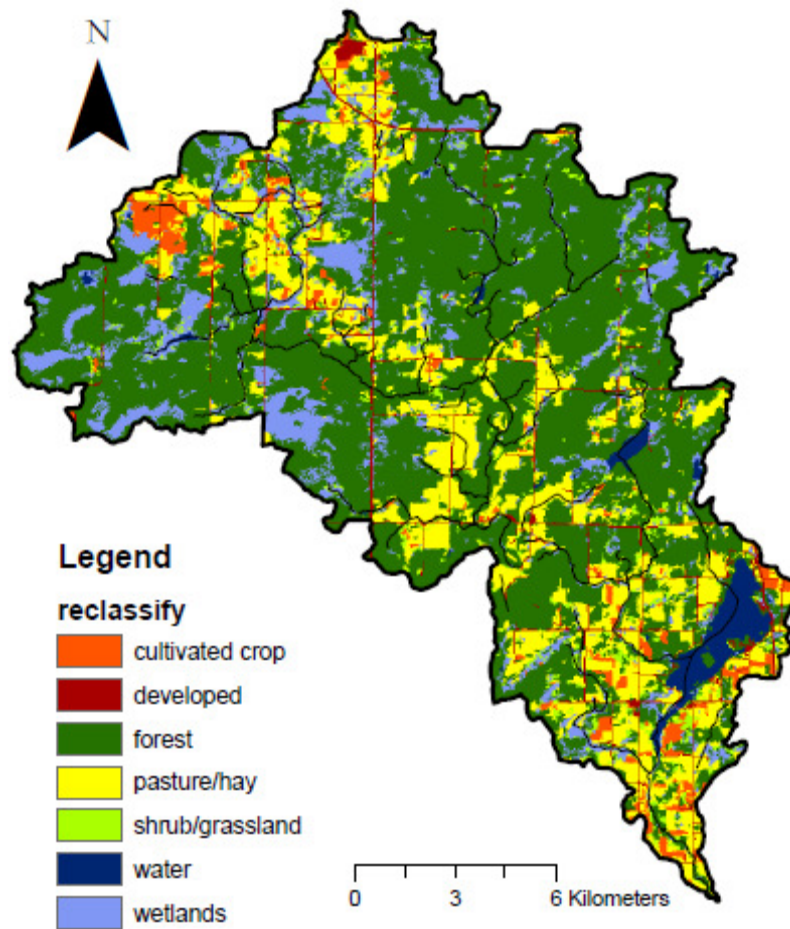 N
Legend
reclassify
cultivated crop
developed
forest
pasture/hay
shrub/grassland
water
wetlands
0 3 6 Kilometers